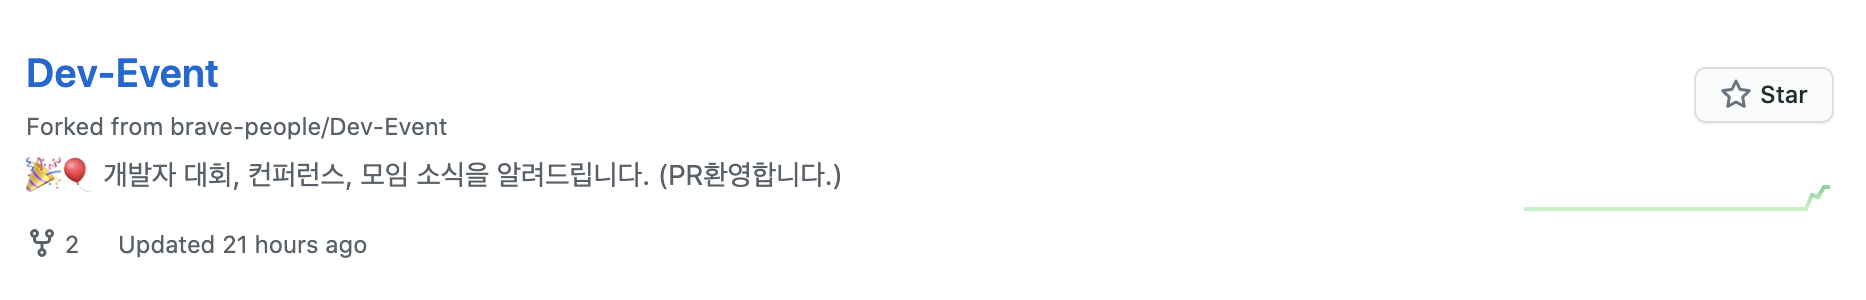 Dev-Event
Star
Forked from brave-people/Dev-Event
🎉🎈 개발자 대회, 컨퍼런스, 모임 소식을 알려드립니다. (PR환영합니다.)
2 Updated 21 hours ago